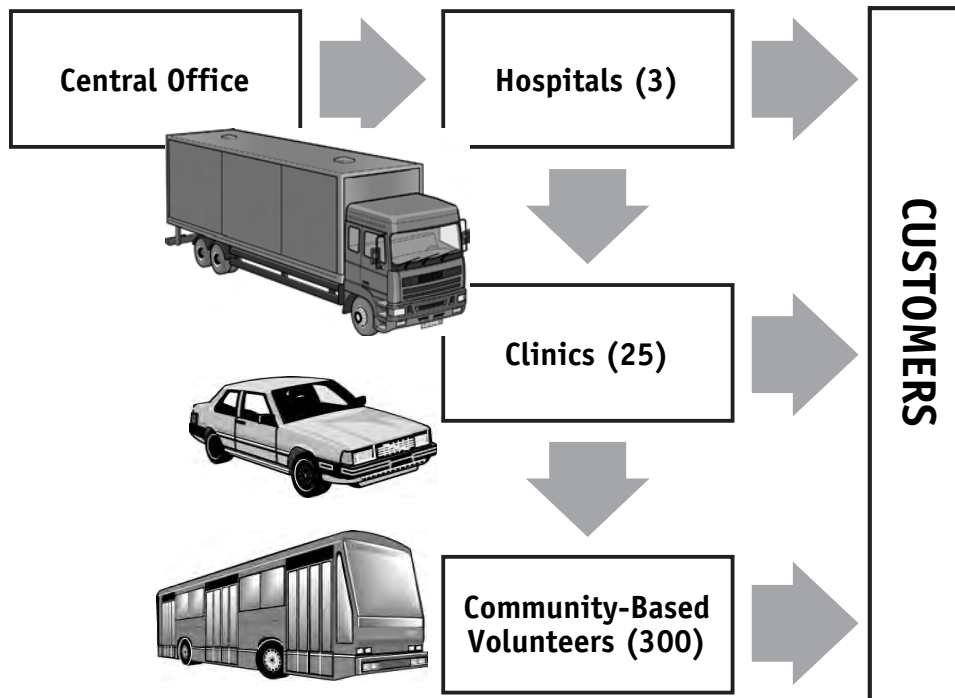 Central Office
Hospitals (3)
Clinics (25)
Community-Based
Volunteers (300)
CUSTOMERS